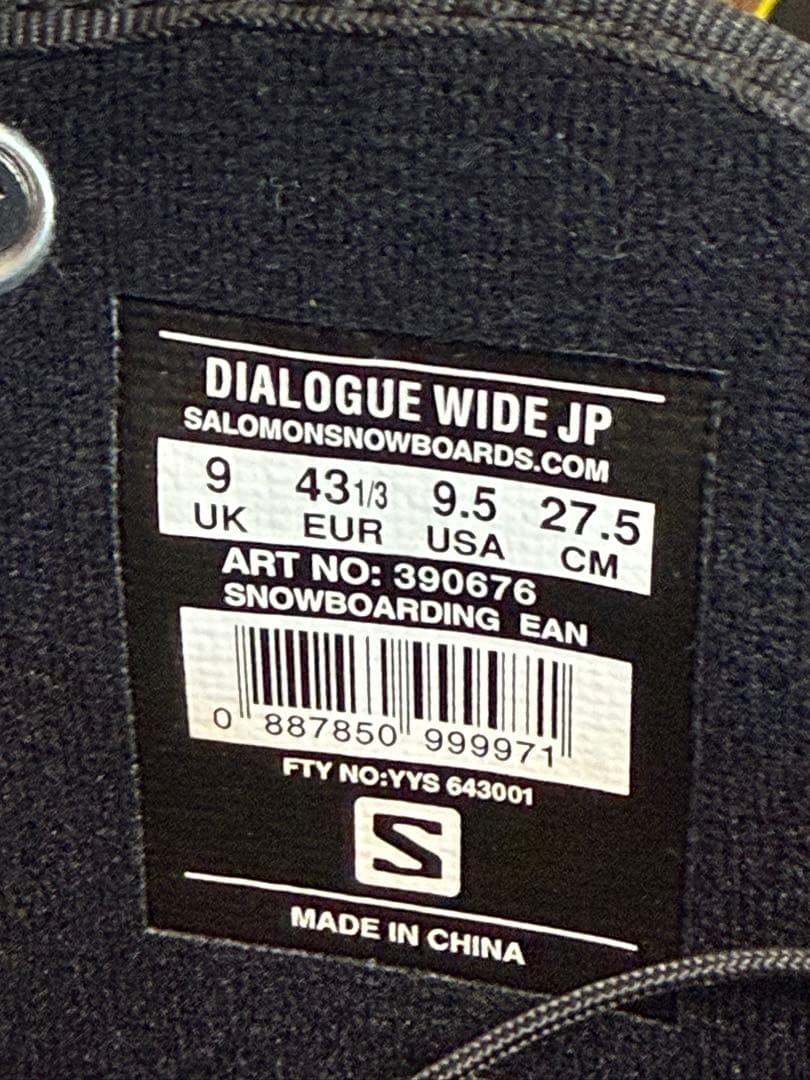 DIALOGUE WIDE JP
SALOMONSNOWBOARDS.COM
9 43 1/3 9.5 27.5
UK EUR USA CM
ART NO: 390676
SNOWBOARDING EAN
0 887850 999971
FTY NO:YYS 643001
S
MADE IN CHINA